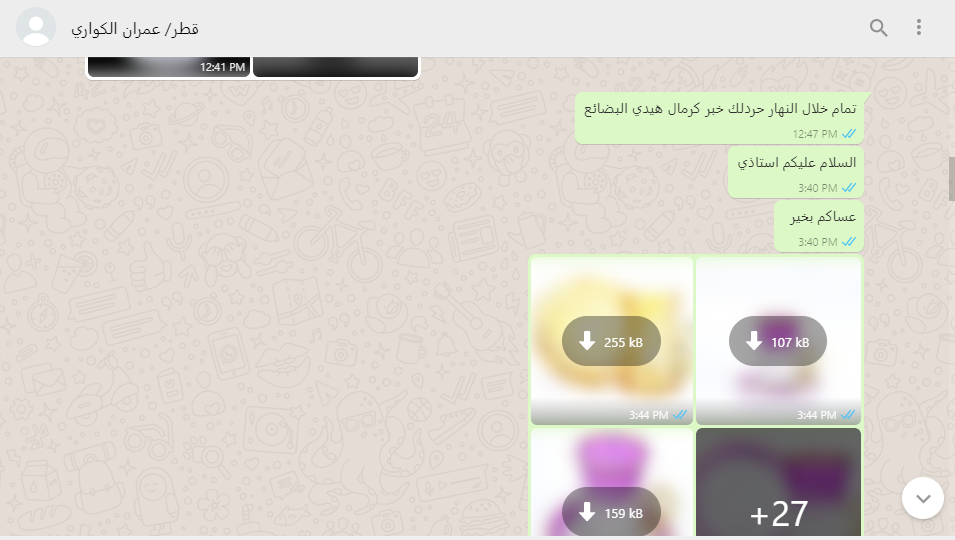 قطر/ عمران الكواري
12:41 PM
تمام خلال النهار حردلك خبر كرمال هيدي البضائع
12:47 PM
السلام عليكم استاذي
3:40 PM
عساكم بخير
3:40 PM
255 kB
107 kB
3:44 PM
3:44 PM
159 kB
+27